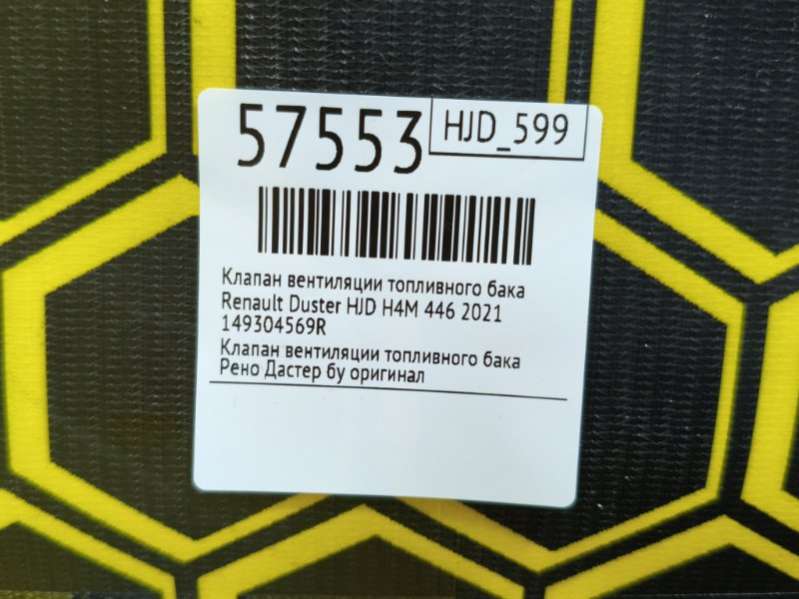 57553
HJD_599
Клапан вентиляции топливного бака
Renault Duster HJD H4M 446 2021
149304569R
Клапан вентиляции топливного бака
Рено Дастер бу оригинал